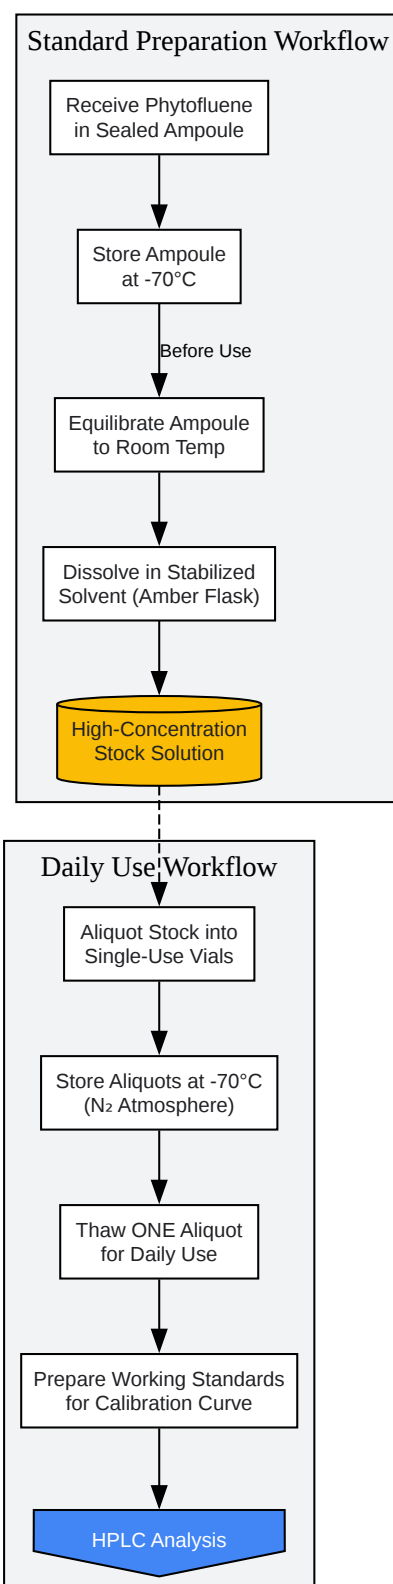 Standard Preparation Workflow
Receive Phytofluene
in Sealed Ampoule
Store Ampoule
at -70°C
Before Use
Equilibrate Ampoule
to Room Temp
Dissolve in Stabilized
Solvent (Amber Flask)
High-Concentration
Stock Solution
Daily Use Workflow
Aliquot Stock into
Single-Use Vials
Store Aliquots at -70°C
(N₂ Atmosphere)
Thaw ONE Aliquot
for Daily Use
Prepare Working Standards
for Calibration Curve
HPLC Analysis